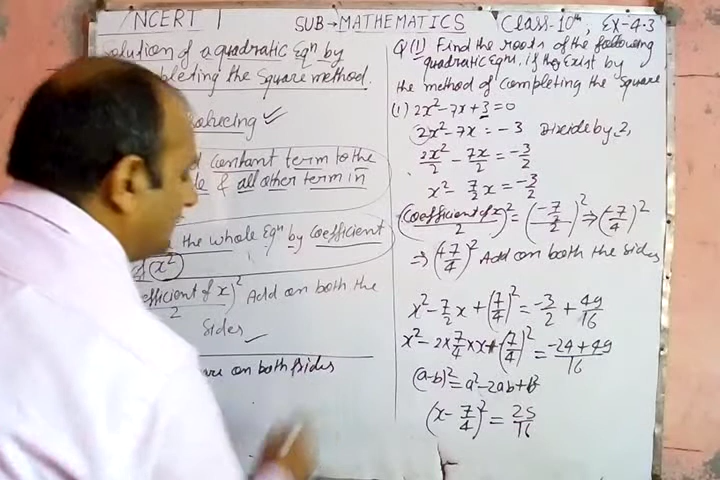 NCERT
SUB→MATHEMATICS
Class-10th, Ex-4.3
solution of a quadratic Eqn by
completing the Square method.
✓
constant term to the
& all other term in
the whole Eqn by coefficient
of x²
coefficient of x)²
2
Add on both the
Sides ✓
on both sides
Q(1) Find the roots of the following
quadratic Eqns, if they Exist by
the method of completing the square
(1) 2x²-7x+3=0
2x²-7x = -3 Divide by 2,
2x²/2 - 7x/2 = -3/2
x² - 7/2 x = -3/2
(coefficient of x/2)² = (-7/2/2)² ⇒ (-7/4)²
⇒ (+7/4)² Add on both the sides
x² - 7/2 x + (7/4)² = -3/2 + 49/16
x² - 2×7/4×x + (7/4)² = -24+49/16
(a-b)² = a²-2ab+b²
(x - 7/4)² = 25/16